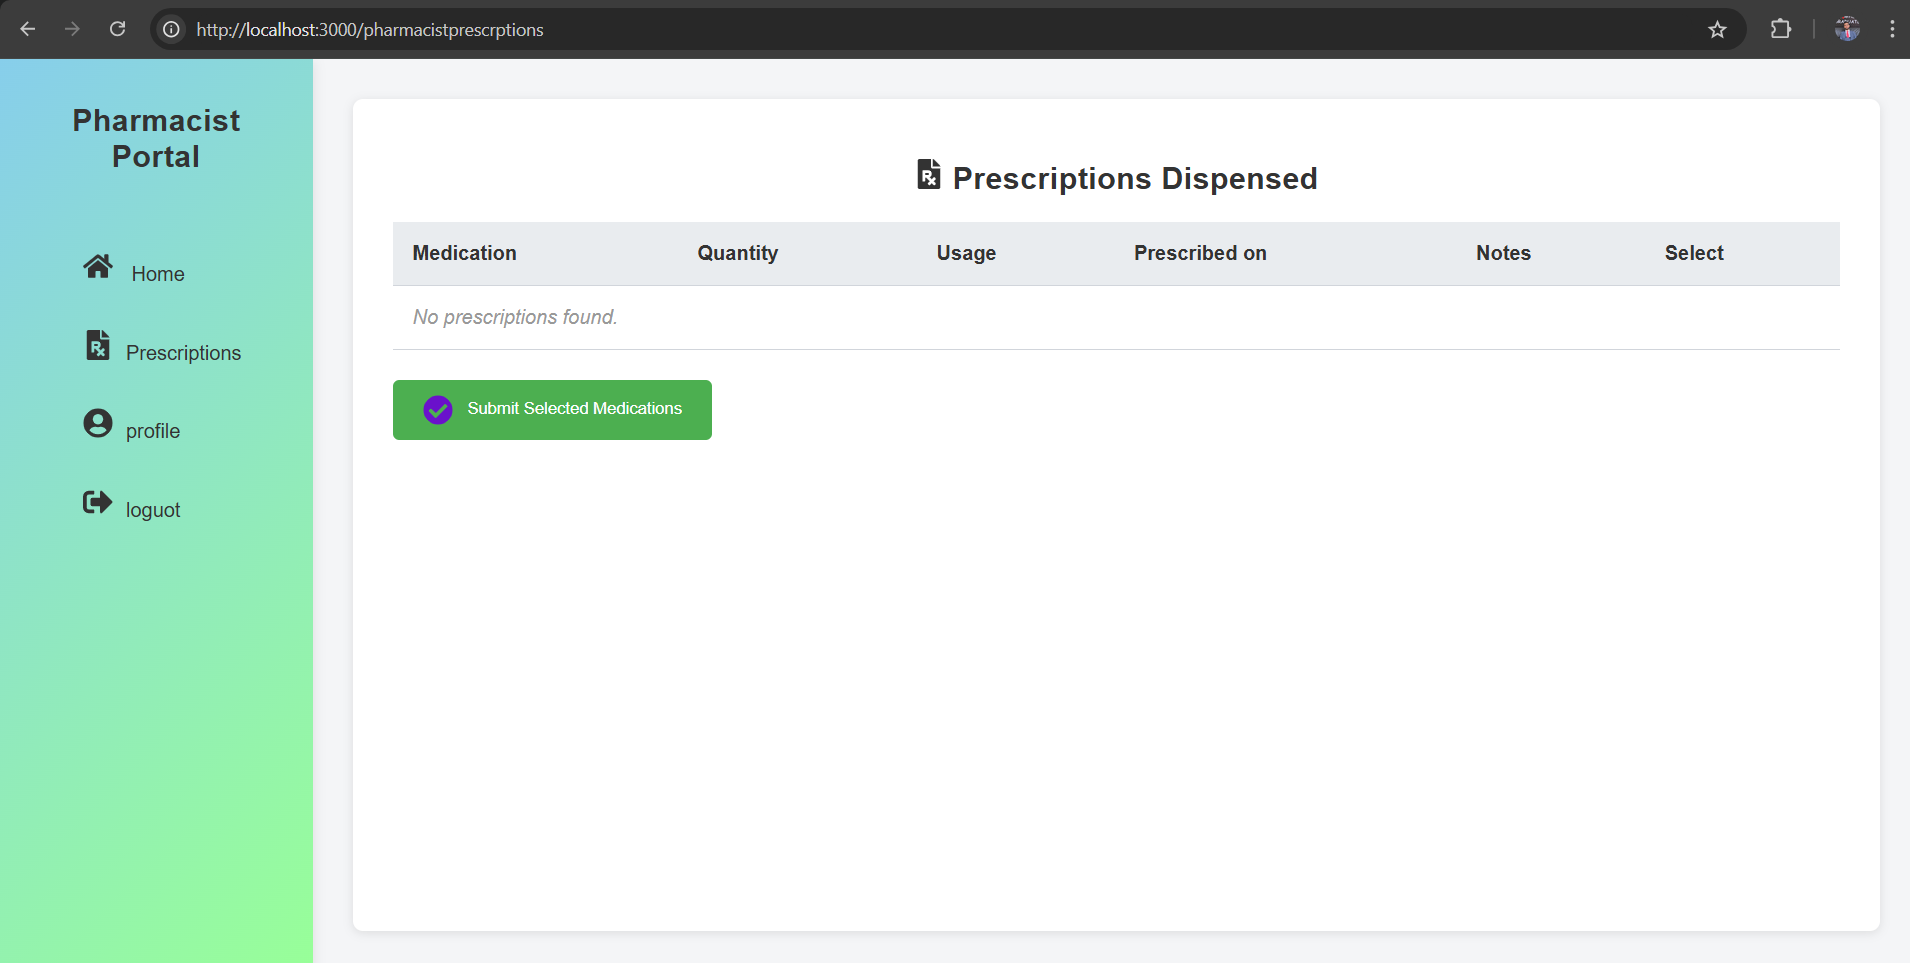 http://localhost:3000/pharmacistprescrptions
Pharmacist
Portal
Home
Prescriptions
profile
loguot
Prescriptions Dispensed
Medication Quantity Usage Prescribed on Notes Select
No prescriptions found.
Submit Selected Medications